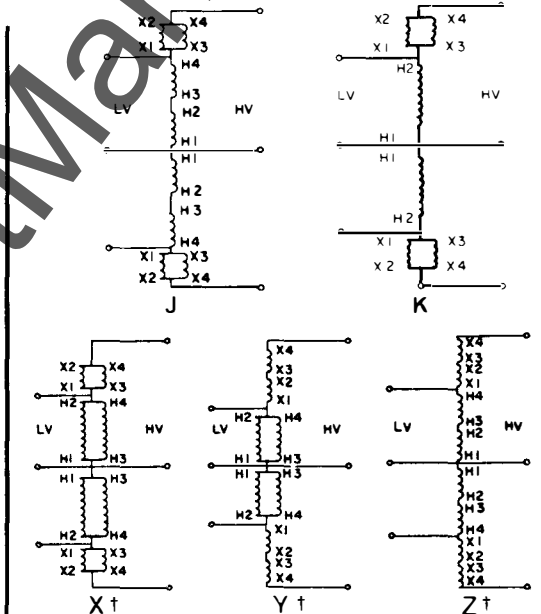 X2 X4
X1 X3
H4
H3
LV H2 HV
H1
H1
H2
H3
H4
X1 X3
X2 X4
J
X2 X4
X1 X3
H2
LV HV
H1
H1
H2
X1 X3
X2 X4
K
X2 X4
X1 X3
H2 H4
LV HV
H1 H3
H1 H3
H2 H4
X1 X3
X2 X4
X †
X4
X3
X2
X1
H2 H4
LV HV
H1 H3
H1 H3
H2 H4
X1
X2
X3
X4
Y †
X4
X3
X2
X1
H4
LV H3 HV
H2
H1
H1
H2
H3
H4
X1
X2
X3
X4
Z †